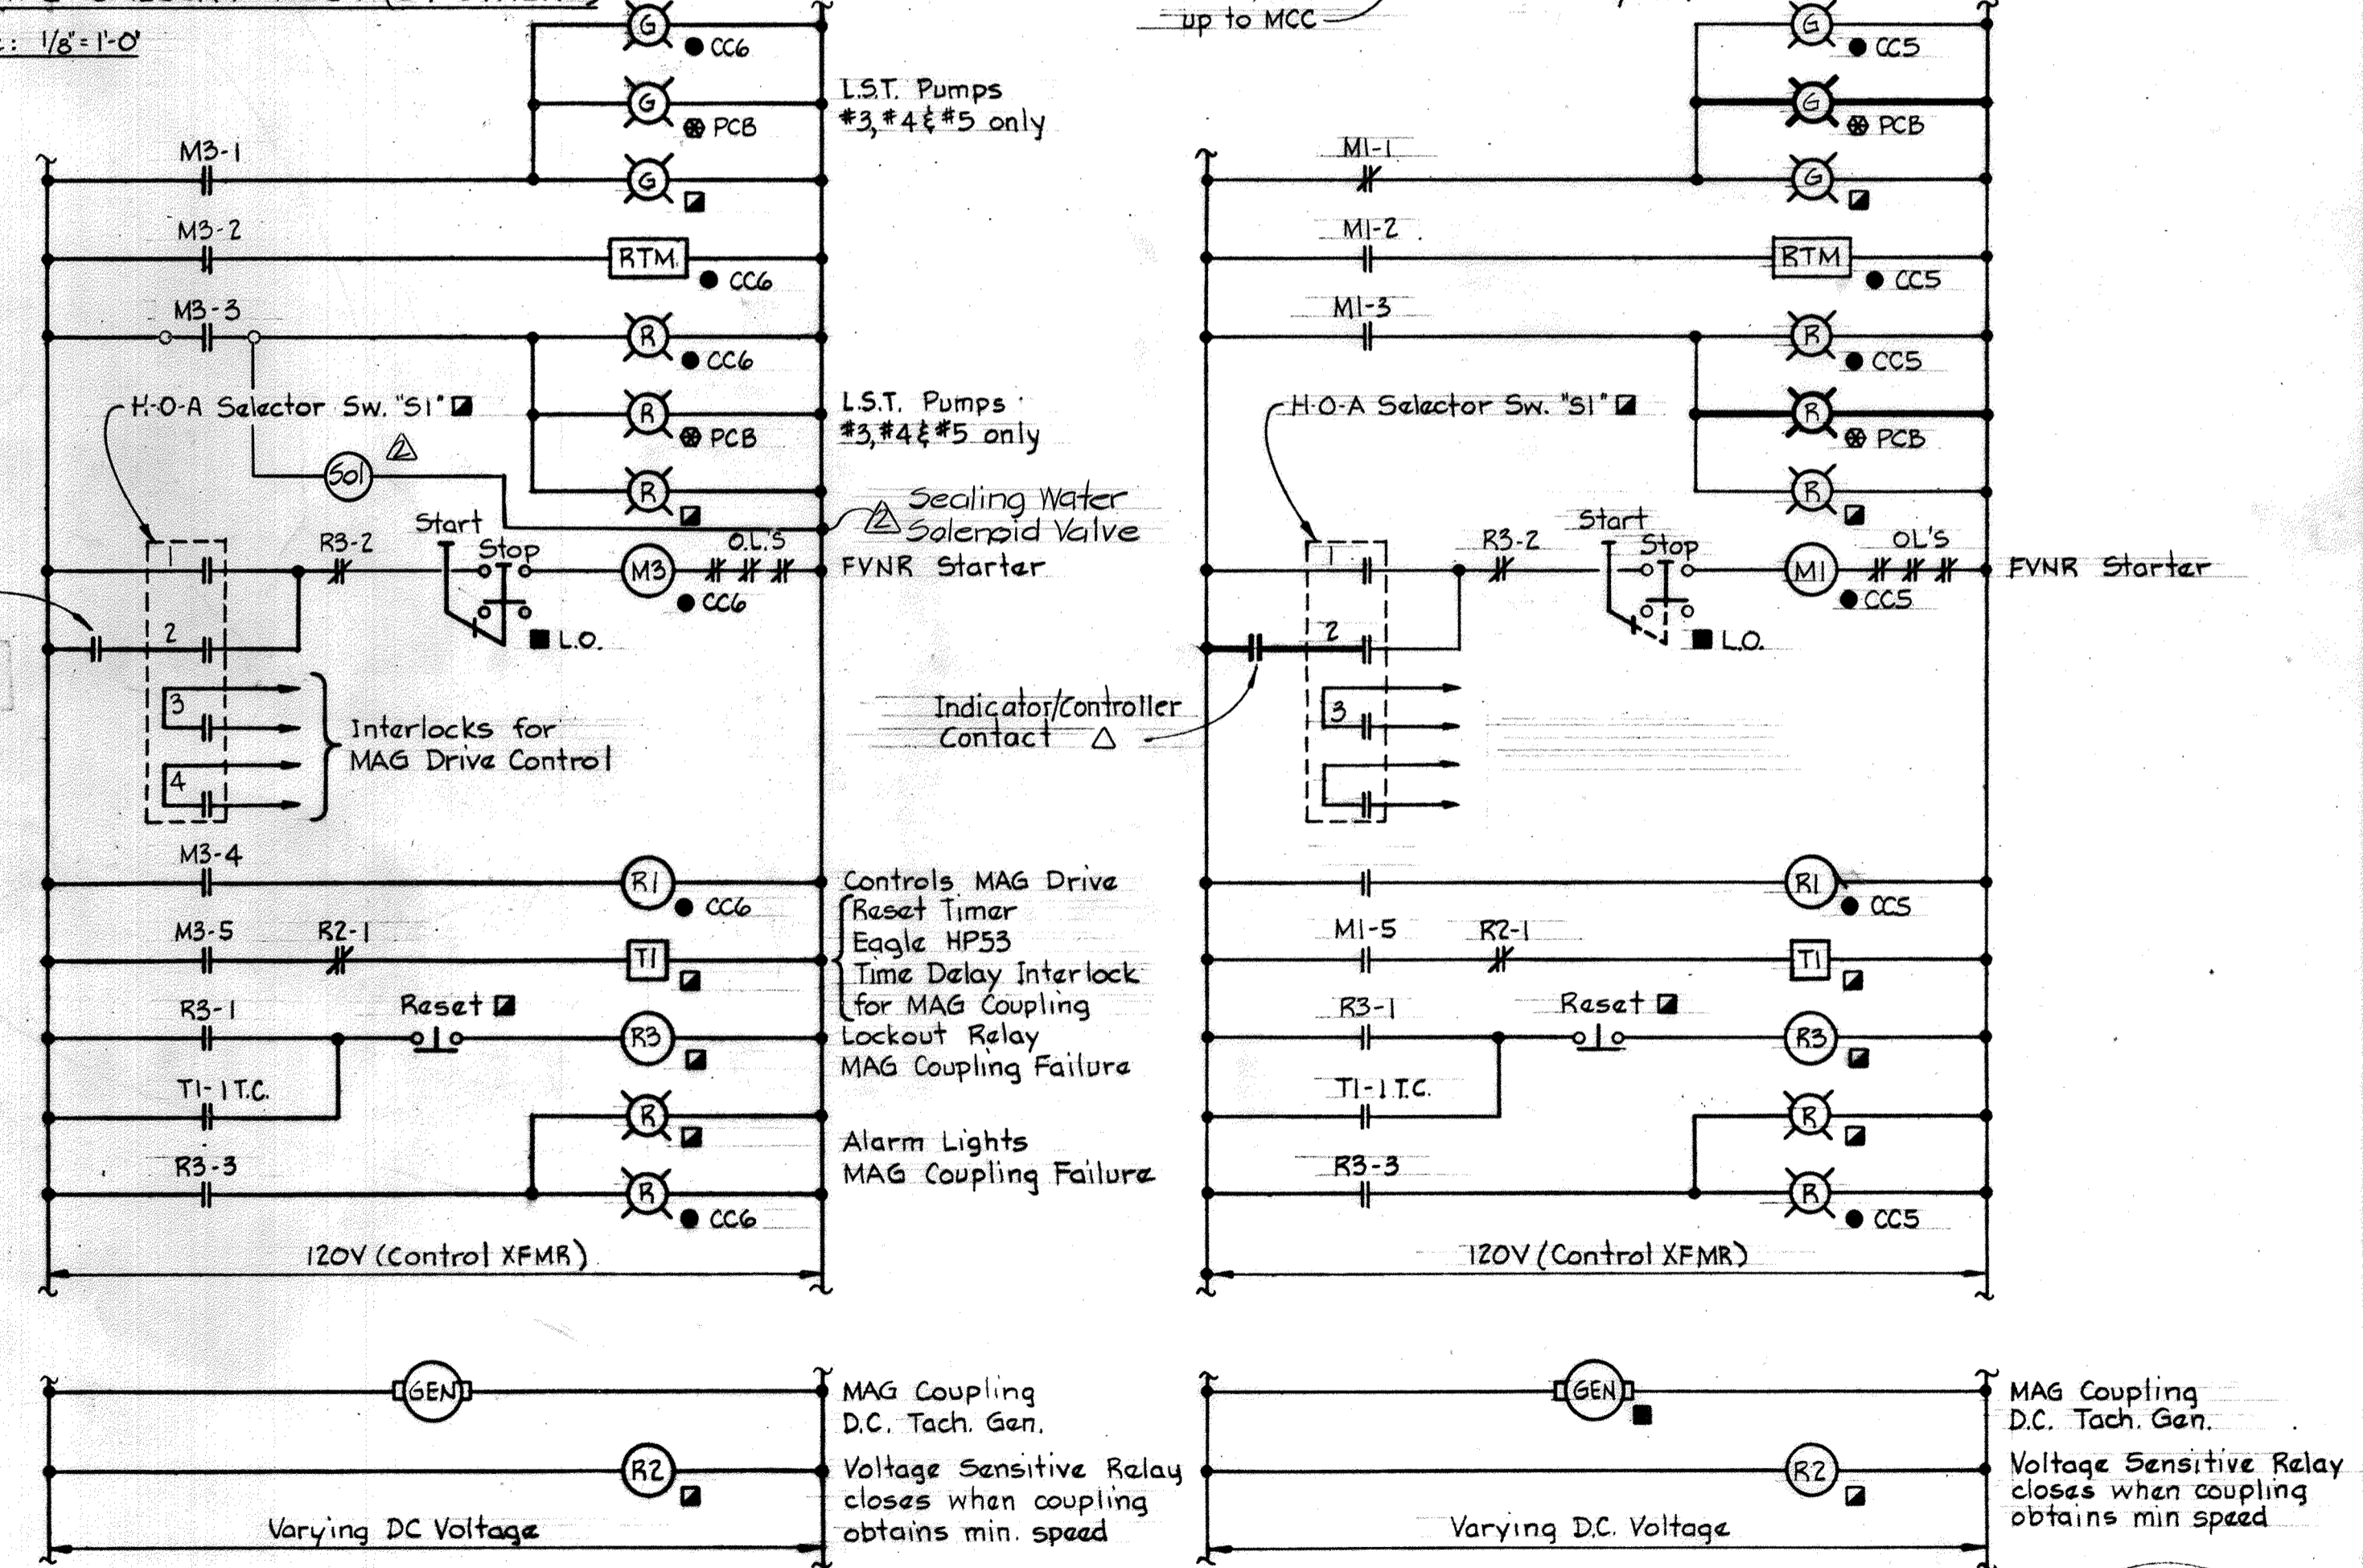 : 1/8"=1'-0"
G
CC6
G
PCB
L.S.T. Pumps
#3, #4 & #5 only
M3-1
G
M3-2
RTM
CC6
M3-3
R
CC6
H-O-A Selector Sw. "S1"
R
PCB
L.S.T. Pumps
#3, #4 & #5 only
Sol
2
R
2
Sealing Water
Solenoid Valve
1
R3-2
Start
Stop
M3
CC6
O.L.'S
FVNR Starter
2
L.O.
3
4
Interlocks for
MAG Drive Control
M3-4
R1
CC6
Controls MAG Drive
M3-5
R2-1
T1
Reset Timer
Eagle HP53
Time Delay Interlock
for MAG Coupling
R3-1
Reset
R3
Lockout Relay
MAG Coupling Failure
T1-1 T.C.
R
R3-3
R
CC6
Alarm Lights
MAG Coupling Failure
120V (Control XFMR)
GEN
MAG Coupling
D.C. Tach. Gen.
R2
Voltage Sensitive Relay
closes when coupling
obtains min. speed
Varying DC Voltage
up to MCC
G
CC5
G
PCB
M1-1
G
M1-2
RTM
CC5
M1-3
R
CC5
H-O-A Selector Sw. "S1"
R
PCB
R
1
R3-2
Start
Stop
M1
CC5
OL'S
FVNR Starter
2
L.O.
Indicator/Controller
Contact
3
R1
CC5
M1-5
R2-1
T1
R3-1
Reset
R3
T1-1 T.C.
R
R3-3
R
CC5
120V (Control XFMR)
GEN
MAG Coupling
D.C. Tach. Gen.
R2
Voltage Sensitive Relay
closes when coupling
obtains min speed
Varying D.C. Voltage